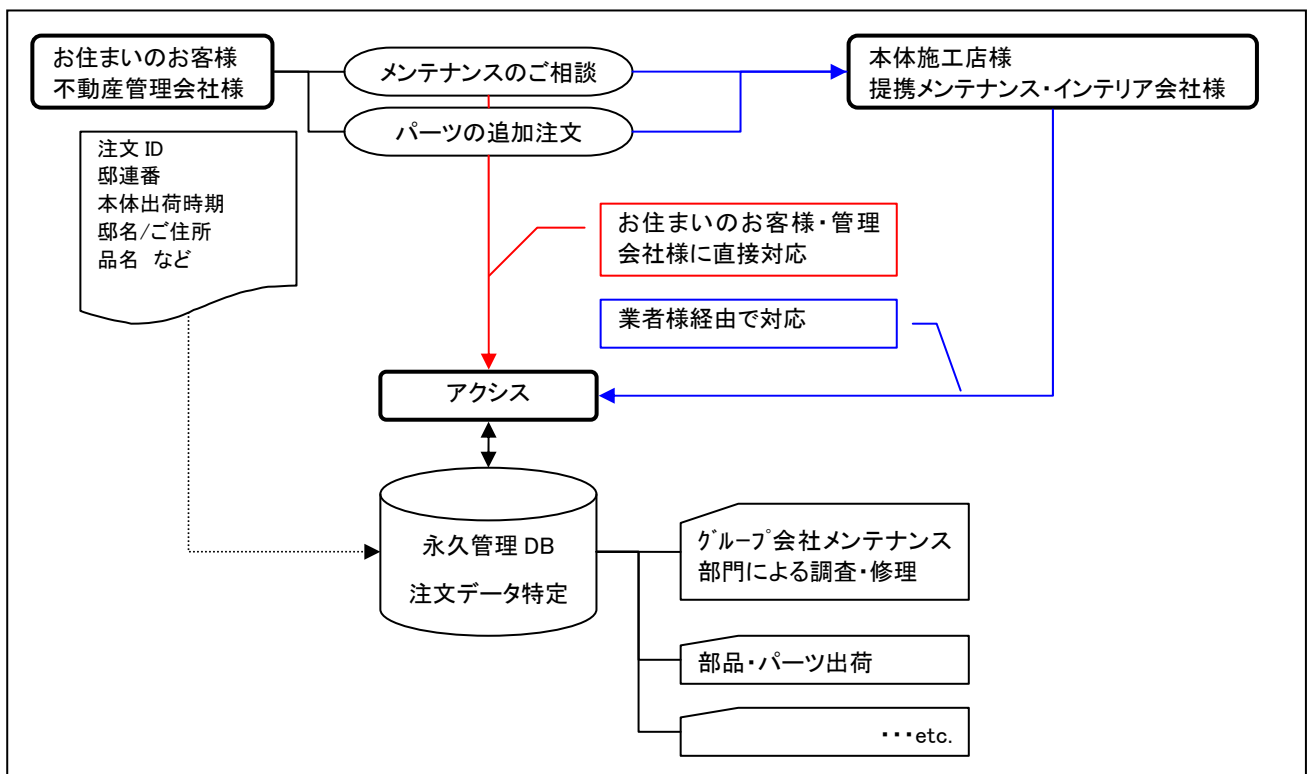 お住まいのお客様
不動産管理会社様
メンテナンスのご相談
パーツの追加注文
本体施工店様
提携メンテナンス・インテリア会社様
注文 ID
邸連番
本体出荷時期
邸名/ご住所
品名 など
お住まいのお客様・管理
会社様に直接対応
業者様経由で対応
アクシス
永久管理 DB
注文データ特定
グループ会社メンテナンス
部門による調査・修理
部品・パーツ出荷
・・・etc.